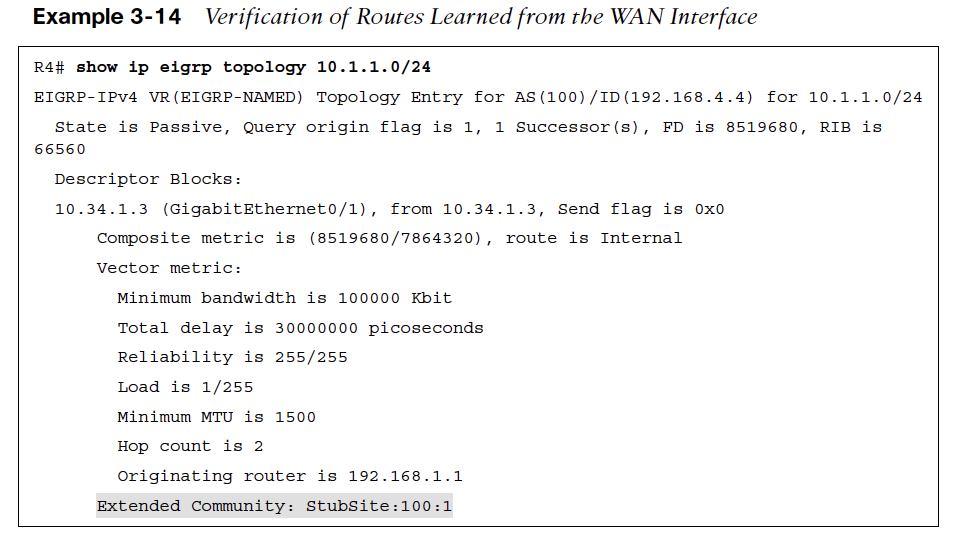 Example 3-14 Verification of Routes Learned from the WAN Interface
R4# show ip eigrp topology 10.1.1.0/24
EIGRP-IPv4 VR(EIGRP-NAMED) Topology Entry for AS(100)/ID(192.168.4.4) for 10.1.1.0/24
State is Passive, Query origin flag is 1, 1 Successor(s), FD is 8519680, RIB is
66560
Descriptor Blocks:
10.34.1.3 (GigabitEthernet0/1), from 10.34.1.3, Send flag is 0x0
Composite metric is (8519680/7864320), route is Internal
Vector metric:
Minimum bandwidth is 100000 Kbit
Total delay is 30000000 picoseconds
Reliability is 255/255
Load is 1/255
Minimum MTU is 1500
Hop count is 2
Originating router is 192.168.1.1
Extended Community: StubSite:100:1